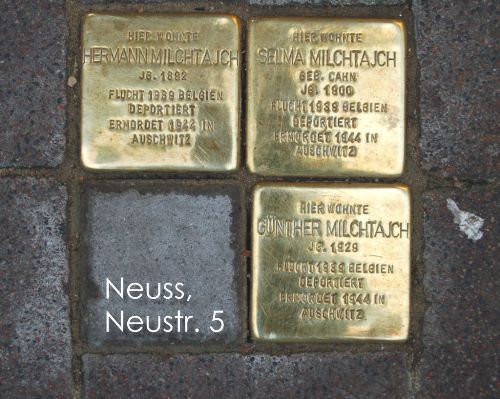 HIER WOHNTE
HERMANN MILCHTAJCH
JG. 1892
FLUCHT 1939 BELGIEN
DEPORTIERT
ERMORDET 1944 IN
AUSCHWITZ
HIER WOHNTE
SELMA MILCHTAJCH
GEB. CAHN
JG. 1900
FLUCHT 1939 BELGIEN
DEPORTIERT
ERMORDET 1944 IN
AUSCHWITZ
HIER WOHNTE
GÜNTHER MILCHTAJCH
JG. 1929
FLUCHT 1939 BELGIEN
DEPORTIERT
ERMORDET 1944 IN
AUSCHWITZ
Neuss,
Neustr. 5